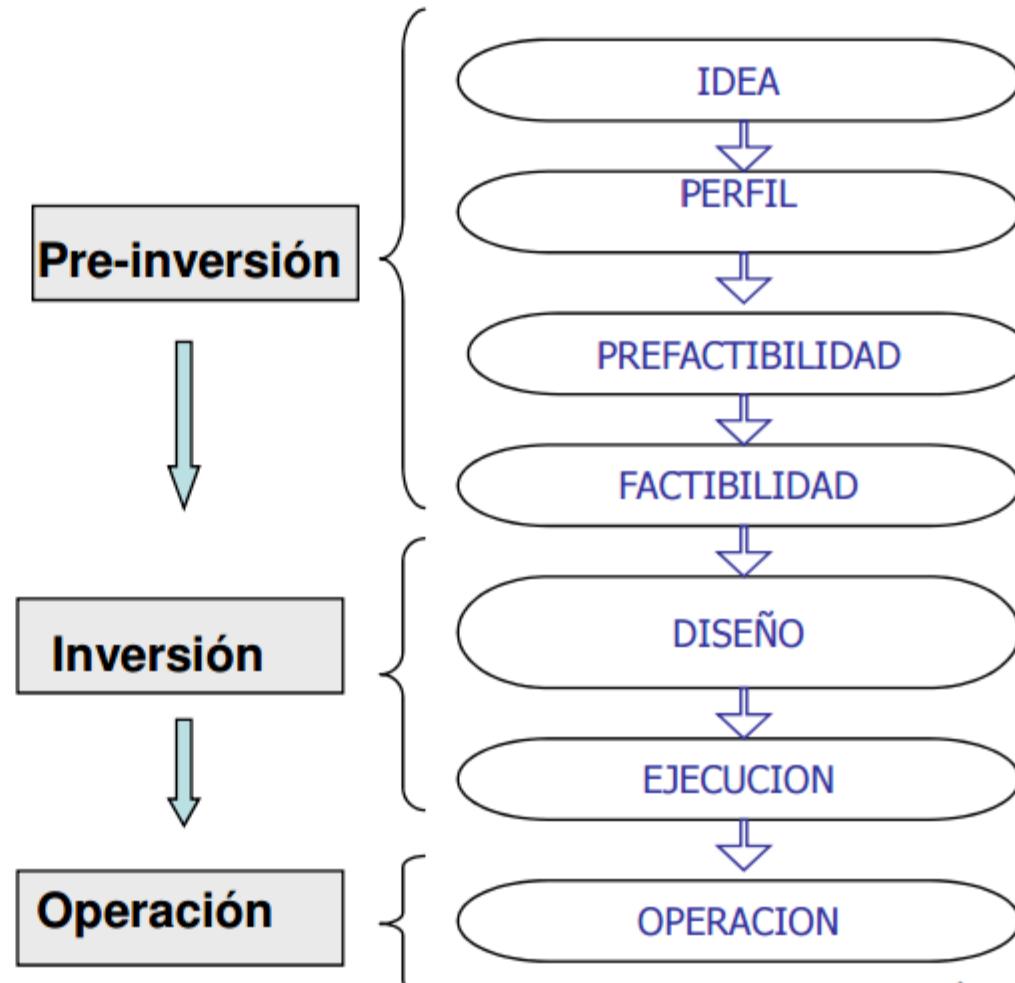 IDEA
PERFIL
Pre-inversión
PREFACTIBILIDAD
FACTIBILIDAD
Inversión
DISEÑO
EJECUCION
Operación
OPERACION